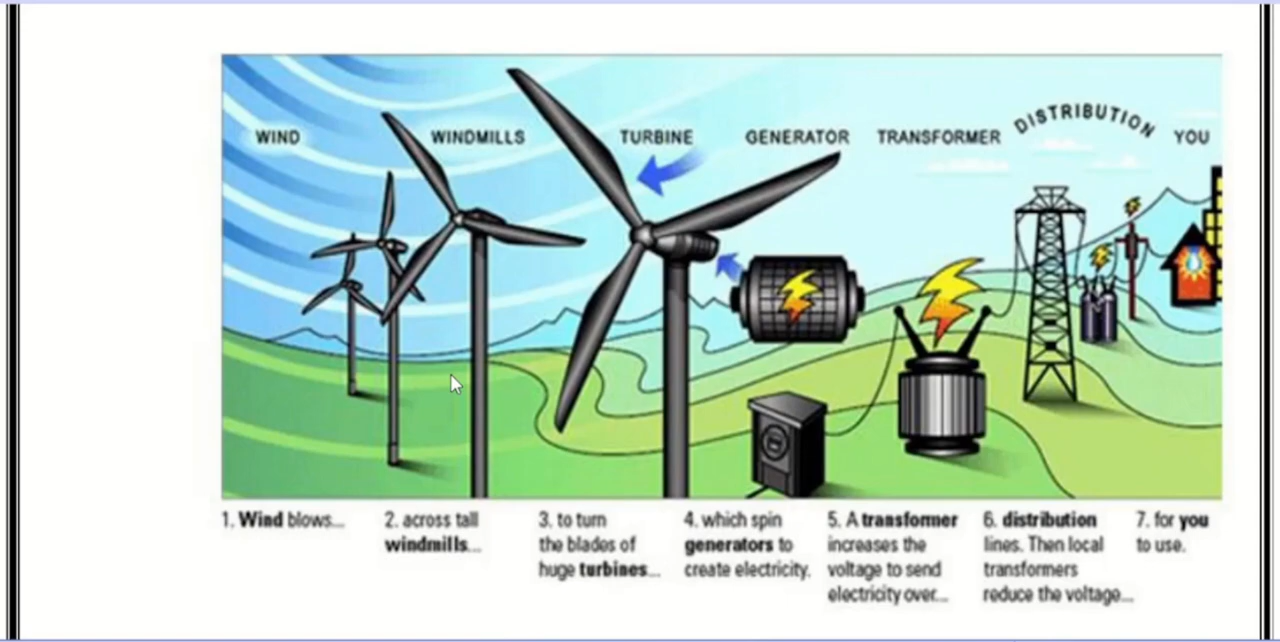 WIND WINDMILLS TURBINE GENERATOR TRANSFORMER DISTRIBUTION YOU
1. Wind blows...
2. across tall
windmills...
3. to turn
the blades of
huge turbines...
4. which spin
generators to
create electricity.
5. A transformer
increases the
voltage to send
electricity over...
6. distribution
lines. Then local
transformers
reduce the voltage...
7. for you
to use.